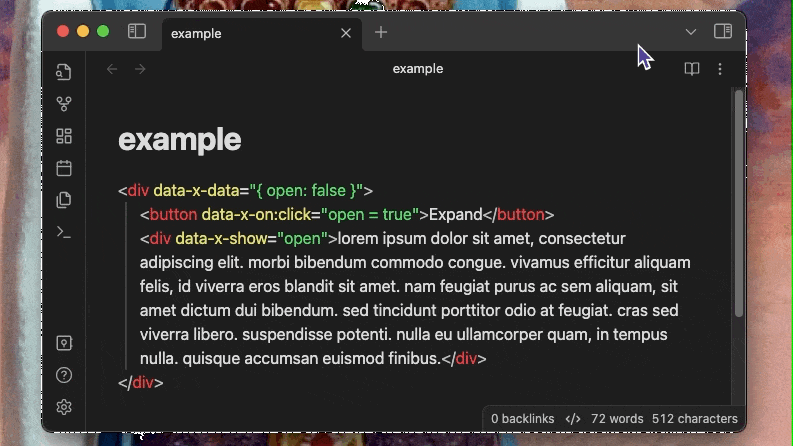 example
example
example
<div data-x-data="{ open: false }">
<button data-x-on:click="open = true">Expand</button>
<div data-x-show="open">lorem ipsum dolor sit amet, consectetur
adipiscing elit. morbi bibendum commodo congue. vivamus efficitur aliquam
felis, id viverra eros blandit sit amet. nam feugiat purus ac sem aliquam, sit
amet dictum dui bibendum. sed tincidunt porttitor odio at feugiat. cras sed
viverra libero. suspendisse potenti. nulla eu ullamcorper quam, in tempus
nulla. quisque accumsan euismod finibus.</div>
</div>
0 backlinks </> 72 words 512 characters